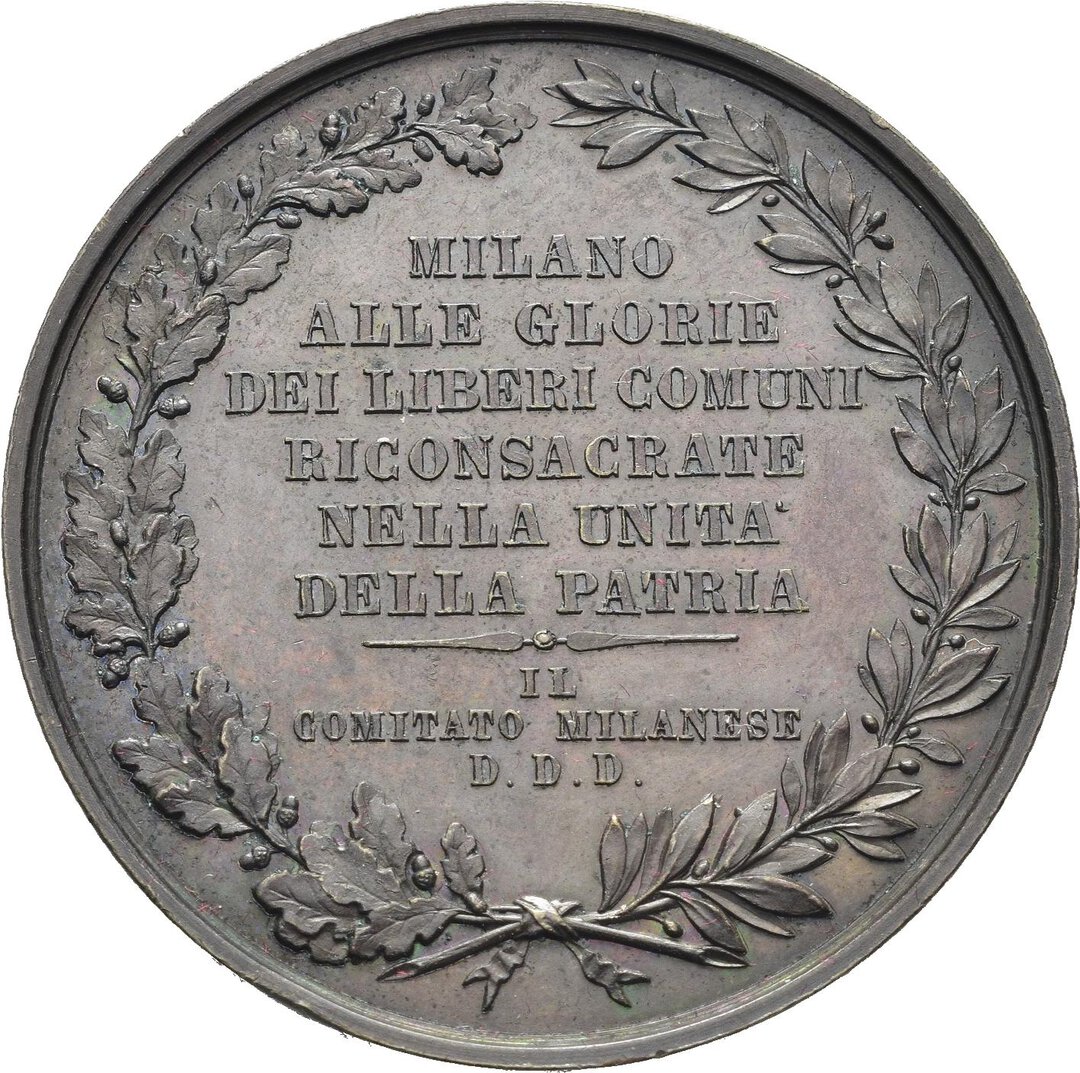 MILANO
ALLE GLORIE
DEI LIBERI COMUNI
RICONSACRATE
NELLA UNITA'
DELLA PATRIA
IL
COMITATO MILANESE
D. D. D.